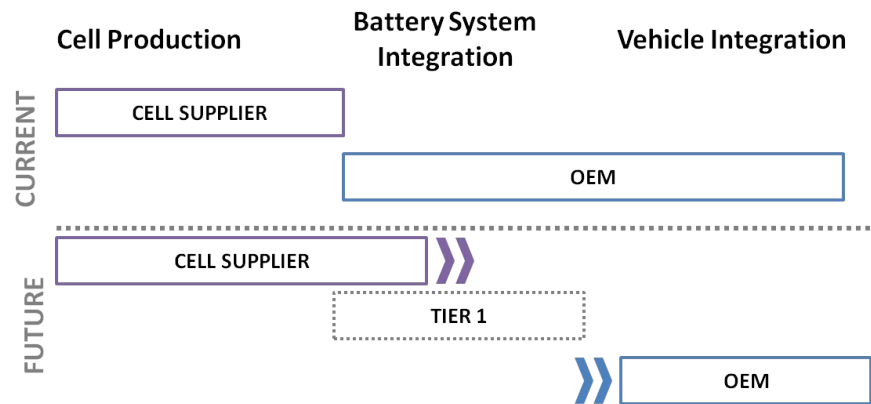 Cell Production
Battery System
Integration
Vehicle Integration
CURRENT
CELL SUPPLIER
OEM
FUTURE
CELL SUPPLIER
TIER 1
OEM